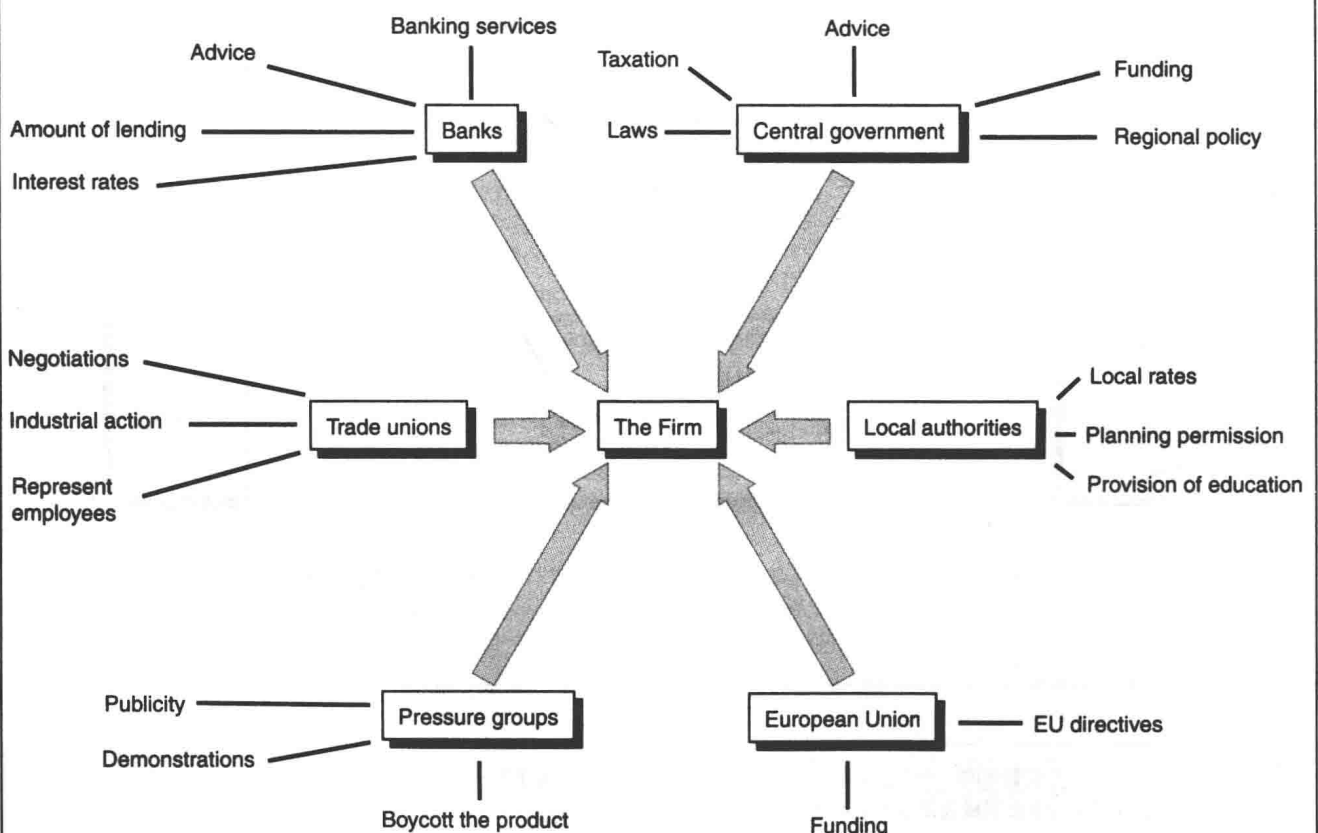 Banking services
Advice
Advice
Taxation
Funding
Amount of lending
Banks
Laws
Central government
Regional policy
Interest rates
Negotiations
Local rates
Industrial action
Trade unions
The Firm
Local authorities
Planning permission
Represent
employees
Provision of education
Publicity
Pressure groups
European Union
EU directives
Demonstrations
Boycott the product
Funding